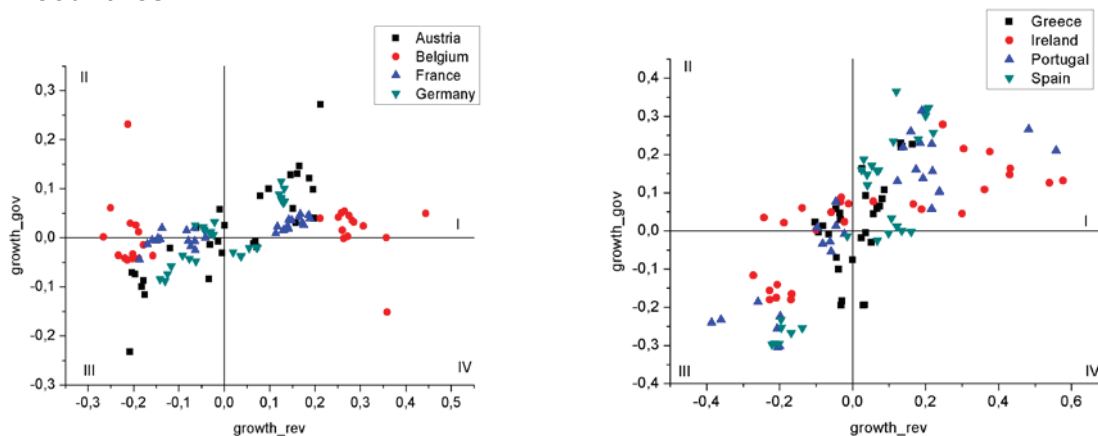 Austria
Belgium
France
Germany
II
I
III
IV
0,3
0,2
0,1
0,0
-0,1
-0,2
-0,3
growth_gov
-0,3
-0,2
-0,1
0,0
0,1
0,2
0,3
0,4
0,5
growth_rev
Greece
Ireland
Portugal
Spain
II
I
III
IV
0,4
0,3
0,2
0,1
0,0
-0,1
-0,2
-0,3
-0,4
growth_gov
-0,4
-0,2
0,0
0,2
0,4
0,6
growth_rev